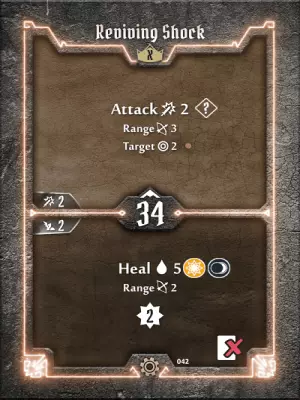 Reviving Shock
X
Attack 2 ?
Range 3
Target 2
2
34
2
Heal 5
Range 2
2
042